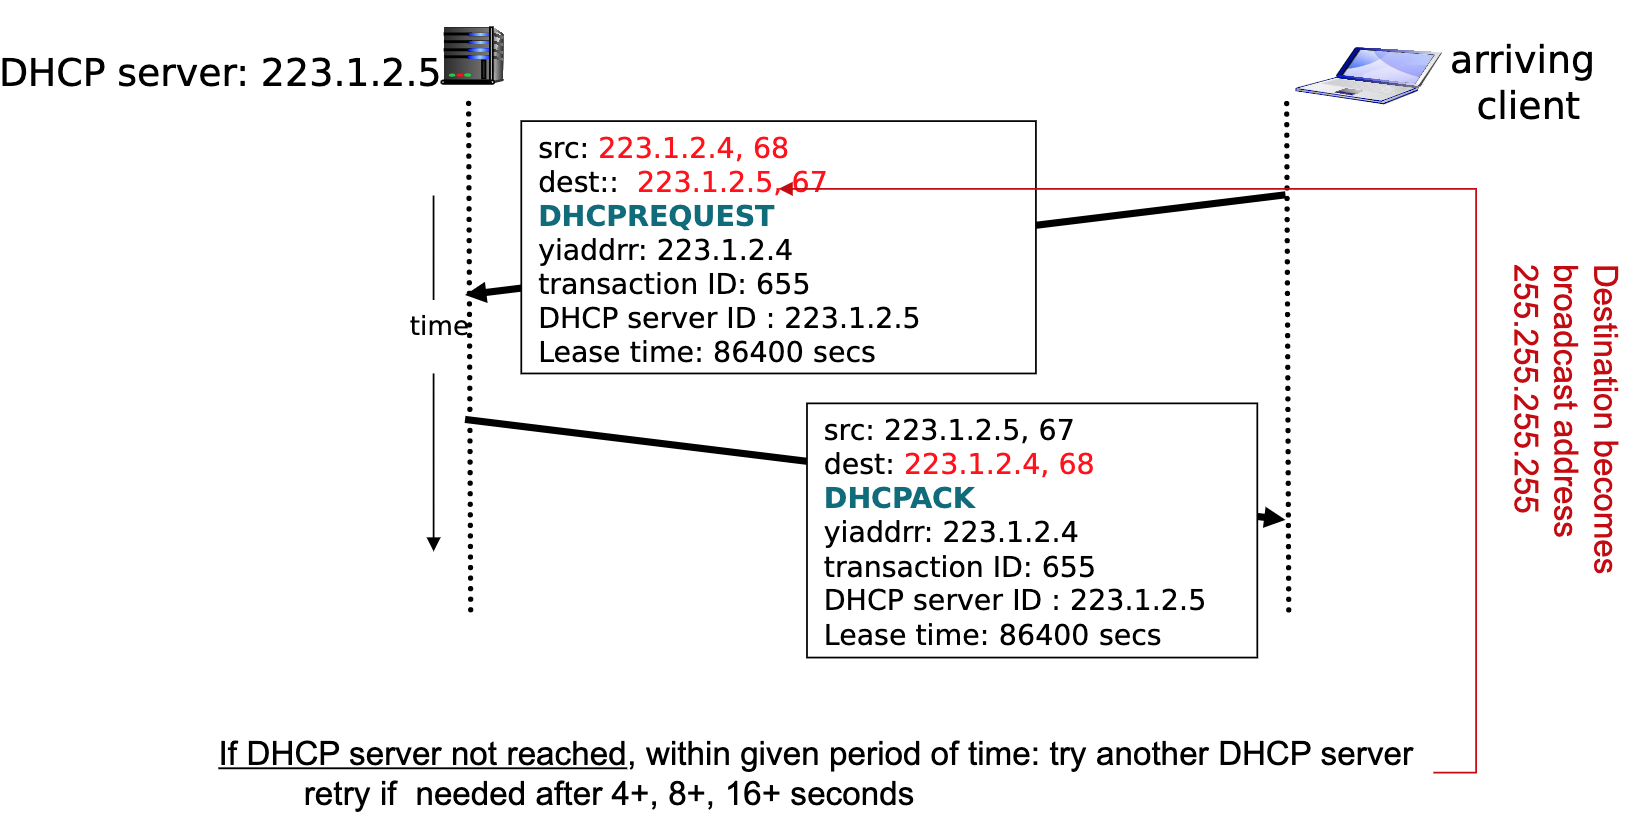 DHCP server: 223.1.2.5
arriving
client
src: 223.1.2.4, 68
dest:: 223.1.2.5, 67
DHCPREQUEST
yiaddrr: 223.1.2.4
transaction ID: 655
DHCP server ID : 223.1.2.5
Lease time: 86400 secs
time
src: 223.1.2.5, 67
dest: 223.1.2.4, 68
DHCPACK
yiaddrr: 223.1.2.4
transaction ID: 655
DHCP server ID : 223.1.2.5
Lease time: 86400 secs
Destination becomes
broadcast address
255.255.255.255
If DHCP server not reached, within given period of time: try another DHCP server
retry if needed after 4+, 8+, 16+ seconds